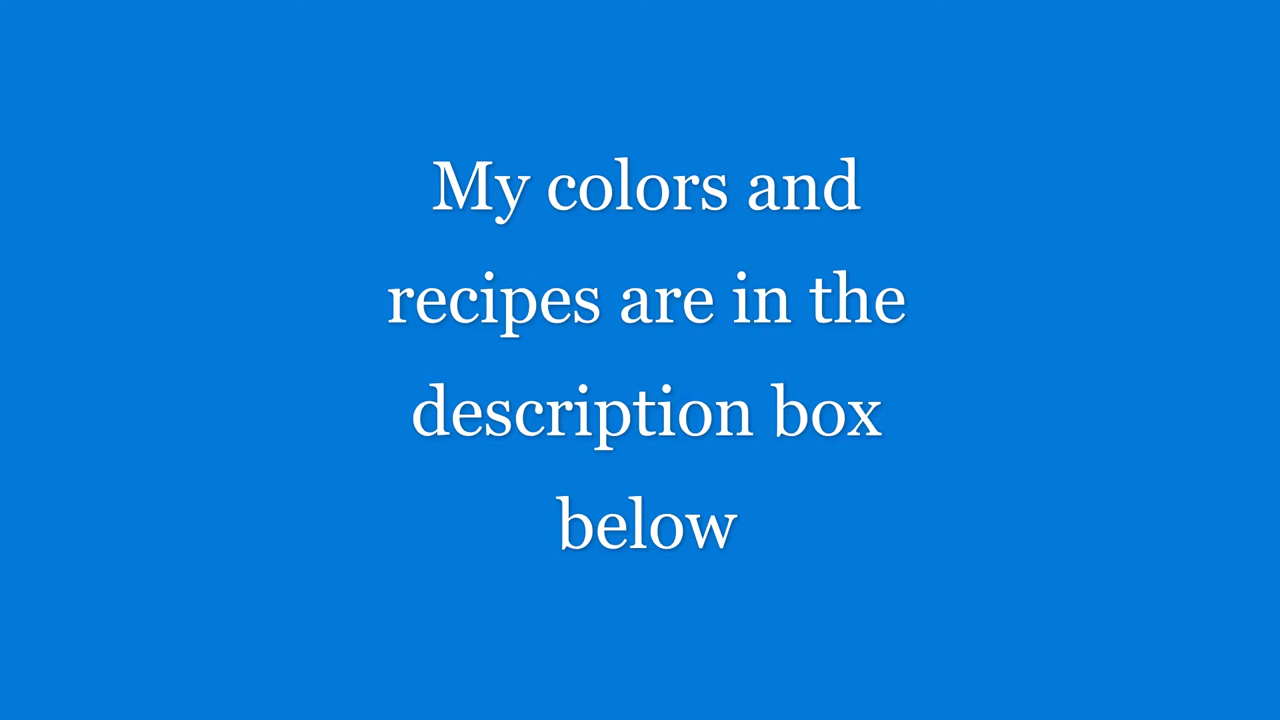 My colors and
recipes are in the
description box
below